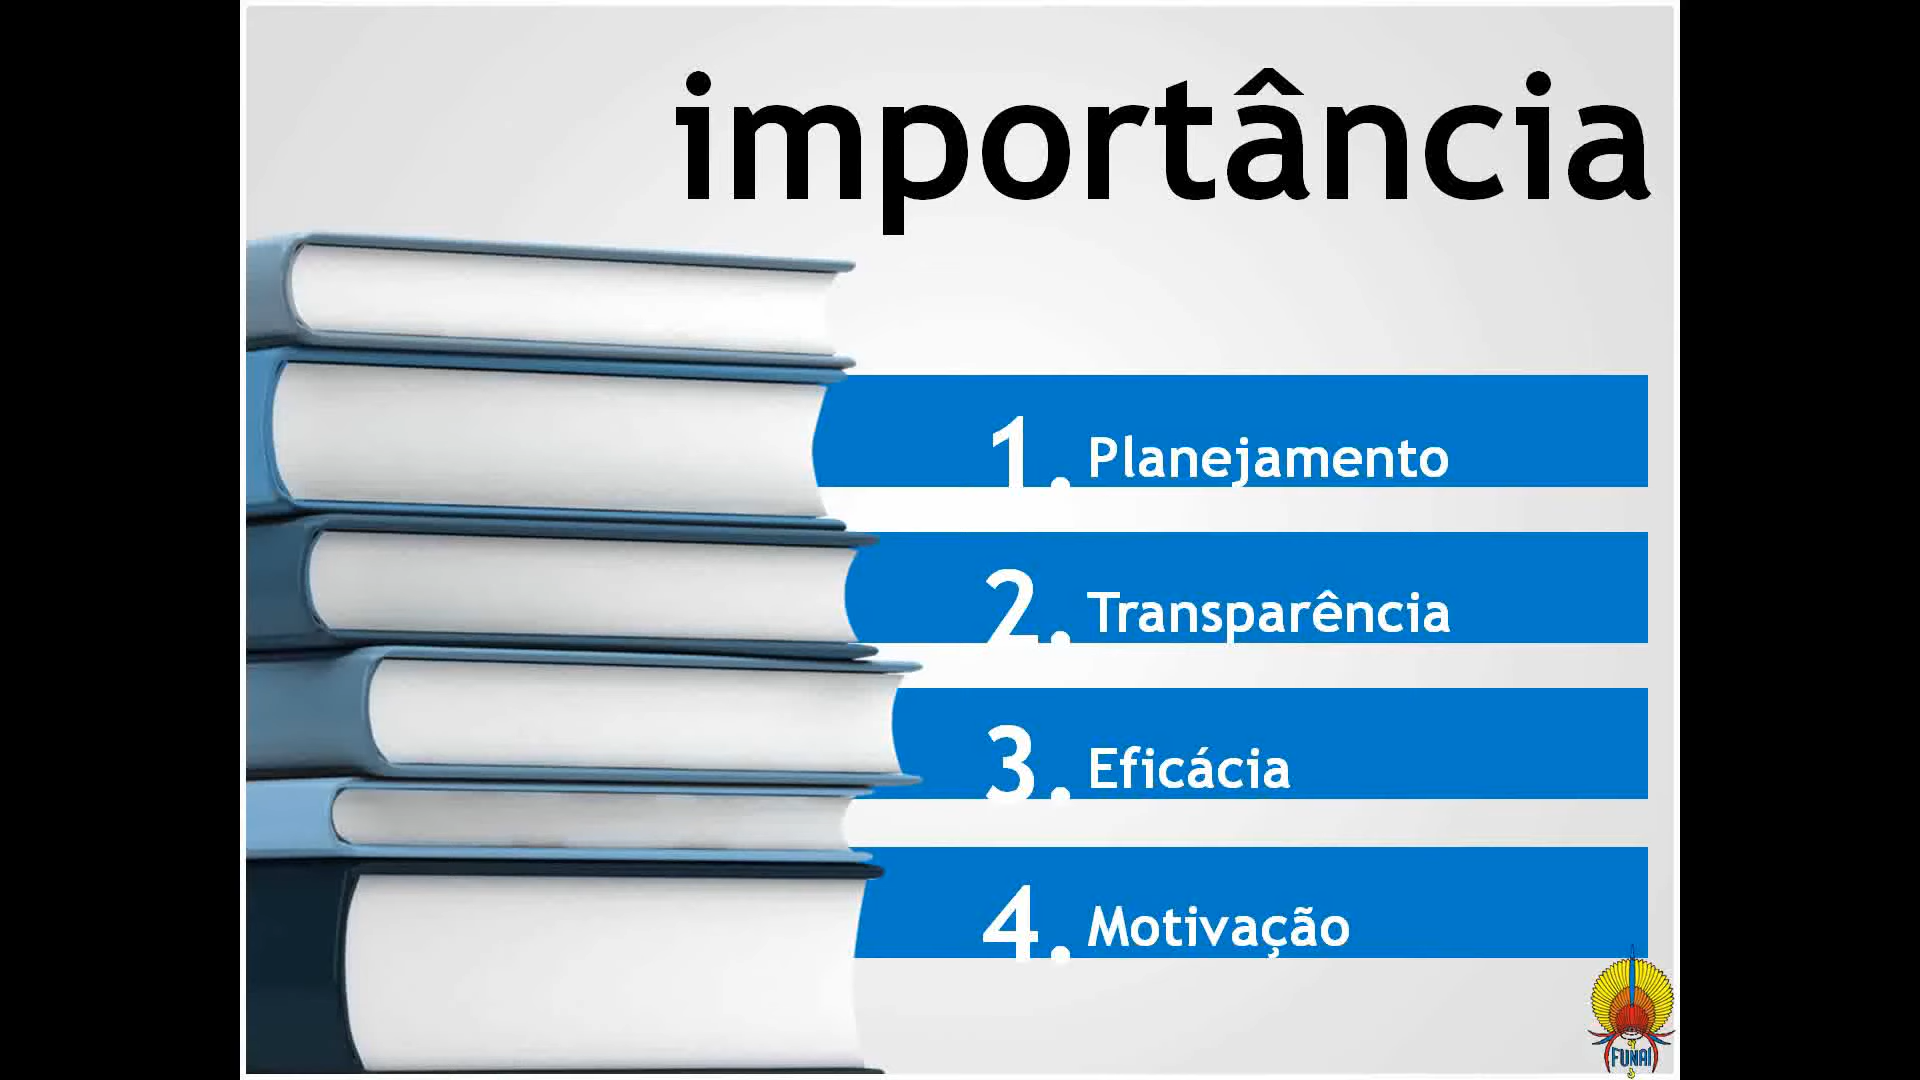 importância
1. Planejamento
2. Transparência
3. Eficácia
4. Motivação
FUNAI